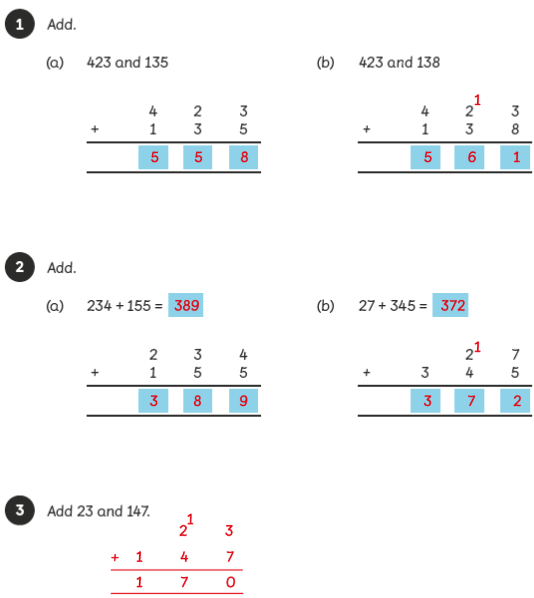 1 Add.
(a) 423 and 135
4 2 3
+ 1 3 5
5 5 8
(b) 423 and 138
1
4 2 3
+ 1 3 8
5 6 1
2 Add.
(a) 234 + 155 = 389
2 3 4
+ 1 5 5
3 8 9
(b) 27 + 345 = 372
1
2 7
+ 3 4 5
3 7 2
3 Add 23 and 147.
1
2 3
+ 1 4 7
1 7 0